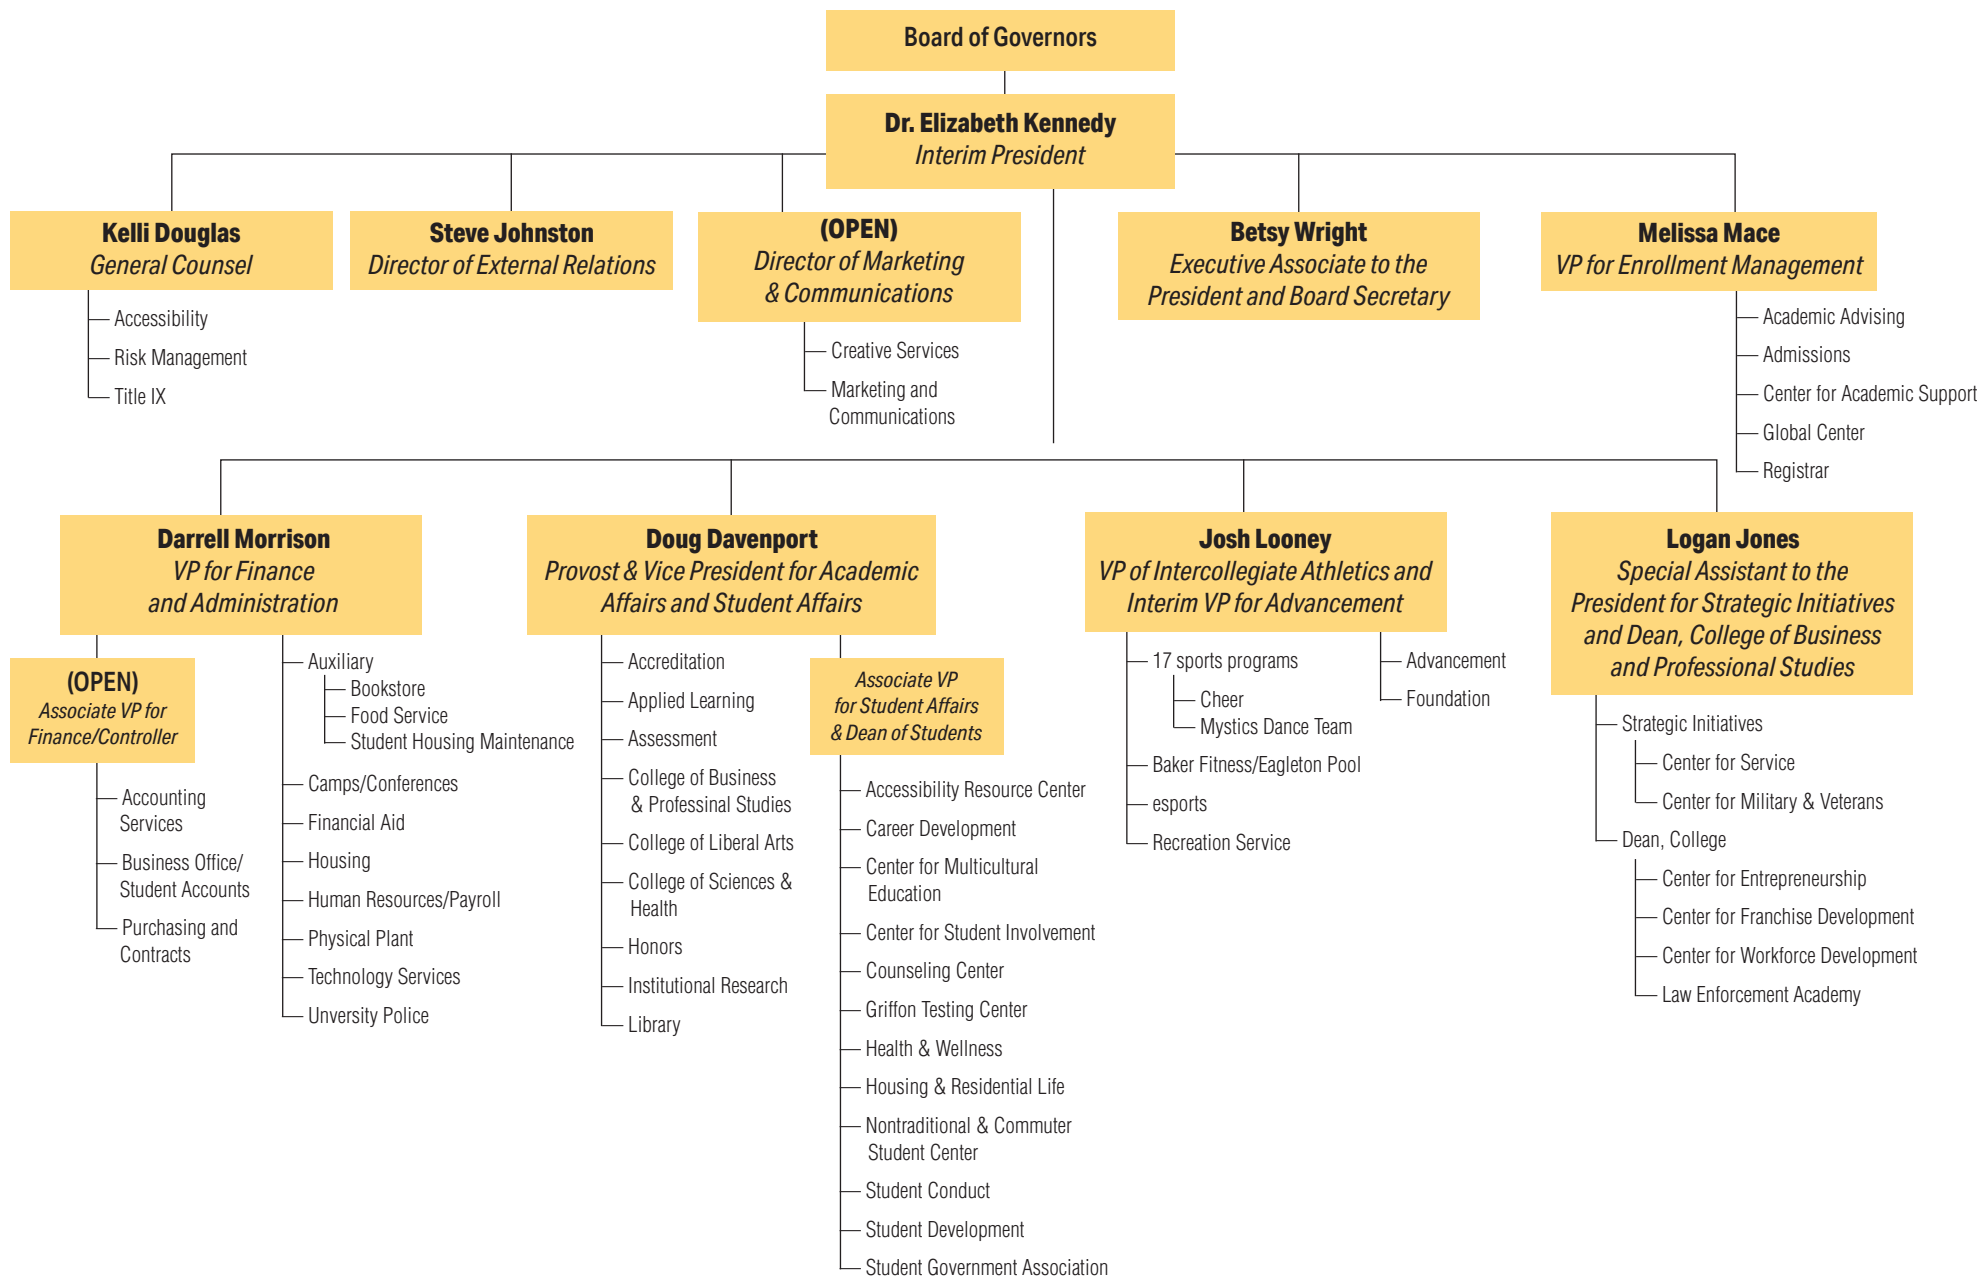 Board of Governors
Dr. Elizabeth Kennedy
Interim President
Kelli Douglas
General Counsel
Accessibility
Risk Management
Title IX
Steve Johnston
Director of External Relations
(OPEN)
Director of Marketing
& Communications
Creative Services
Marketing and
Communications
Betsy Wright
Executive Associate to the
President and Board Secretary
Melissa Mace
VP for Enrollment Management
Academic Advising
Admissions
Center for Academic Support
Global Center
Registrar
Darrell Morrison
VP for Finance
and Administration
(OPEN)
Associate VP for
Finance/Controller
Accounting
Services
Business Office/
Student Accounts
Purchasing and
Contracts
Auxiliary
Bookstore
Food Service
Student Housing Maintenance
Camps/Conferences
Financial Aid
Housing
Human Resources/Payroll
Physical Plant
Technology Services
Unversity Police
Doug Davenport
Provost & Vice President for Academic
Affairs and Student Affairs
Accreditation
Applied Learning
Assessment
College of Business
& Professinal Studies
College of Liberal Arts
College of Sciences &
Health
Honors
Institutional Research
Library
Associate VP
for Student Affairs
& Dean of Students
Accessibility Resource Center
Career Development
Center for Multicultural
Education
Center for Student Involvement
Counseling Center
Griffon Testing Center
Health & Wellness
Housing & Residential Life
Nontraditional & Commuter
Student Center
Student Conduct
Student Development
Student Government Association
Josh Looney
VP of Intercollegiate Athletics and
Interim VP for Advancement
17 sports programs
Cheer
Mystics Dance Team
Baker Fitness/Eagleton Pool
esports
Recreation Service
Advancement
Foundation
Logan Jones
Special Assistant to the
President for Strategic Initiatives
and Dean, College of Business
and Professional Studies
Strategic Initiatives
Center for Service
Center for Military & Veterans
Dean, College
Center for Entrepreneurship
Center for Franchise Development
Center for Workforce Development
Law Enforcement Academy